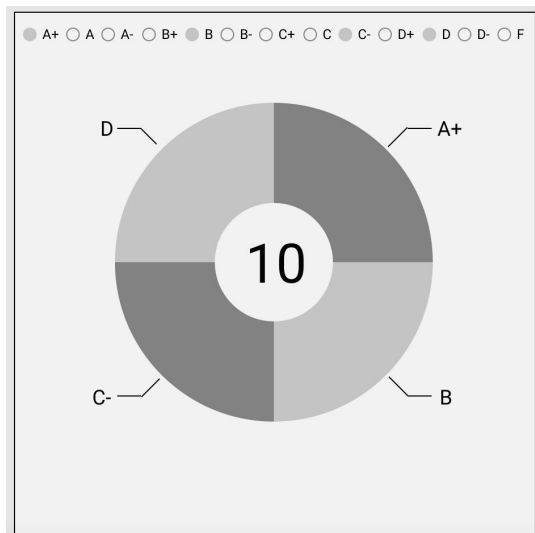 A+ A A- B+ B B- C+ C C- D+ D D- F
D A+
10
C- B